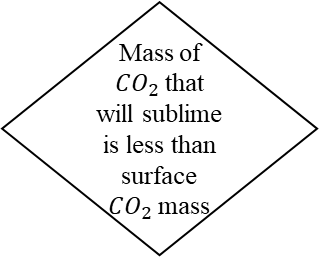 Mass of
𝐶𝑂₂ that
will sublime
is less than
surface
𝐶𝑂₂ mass